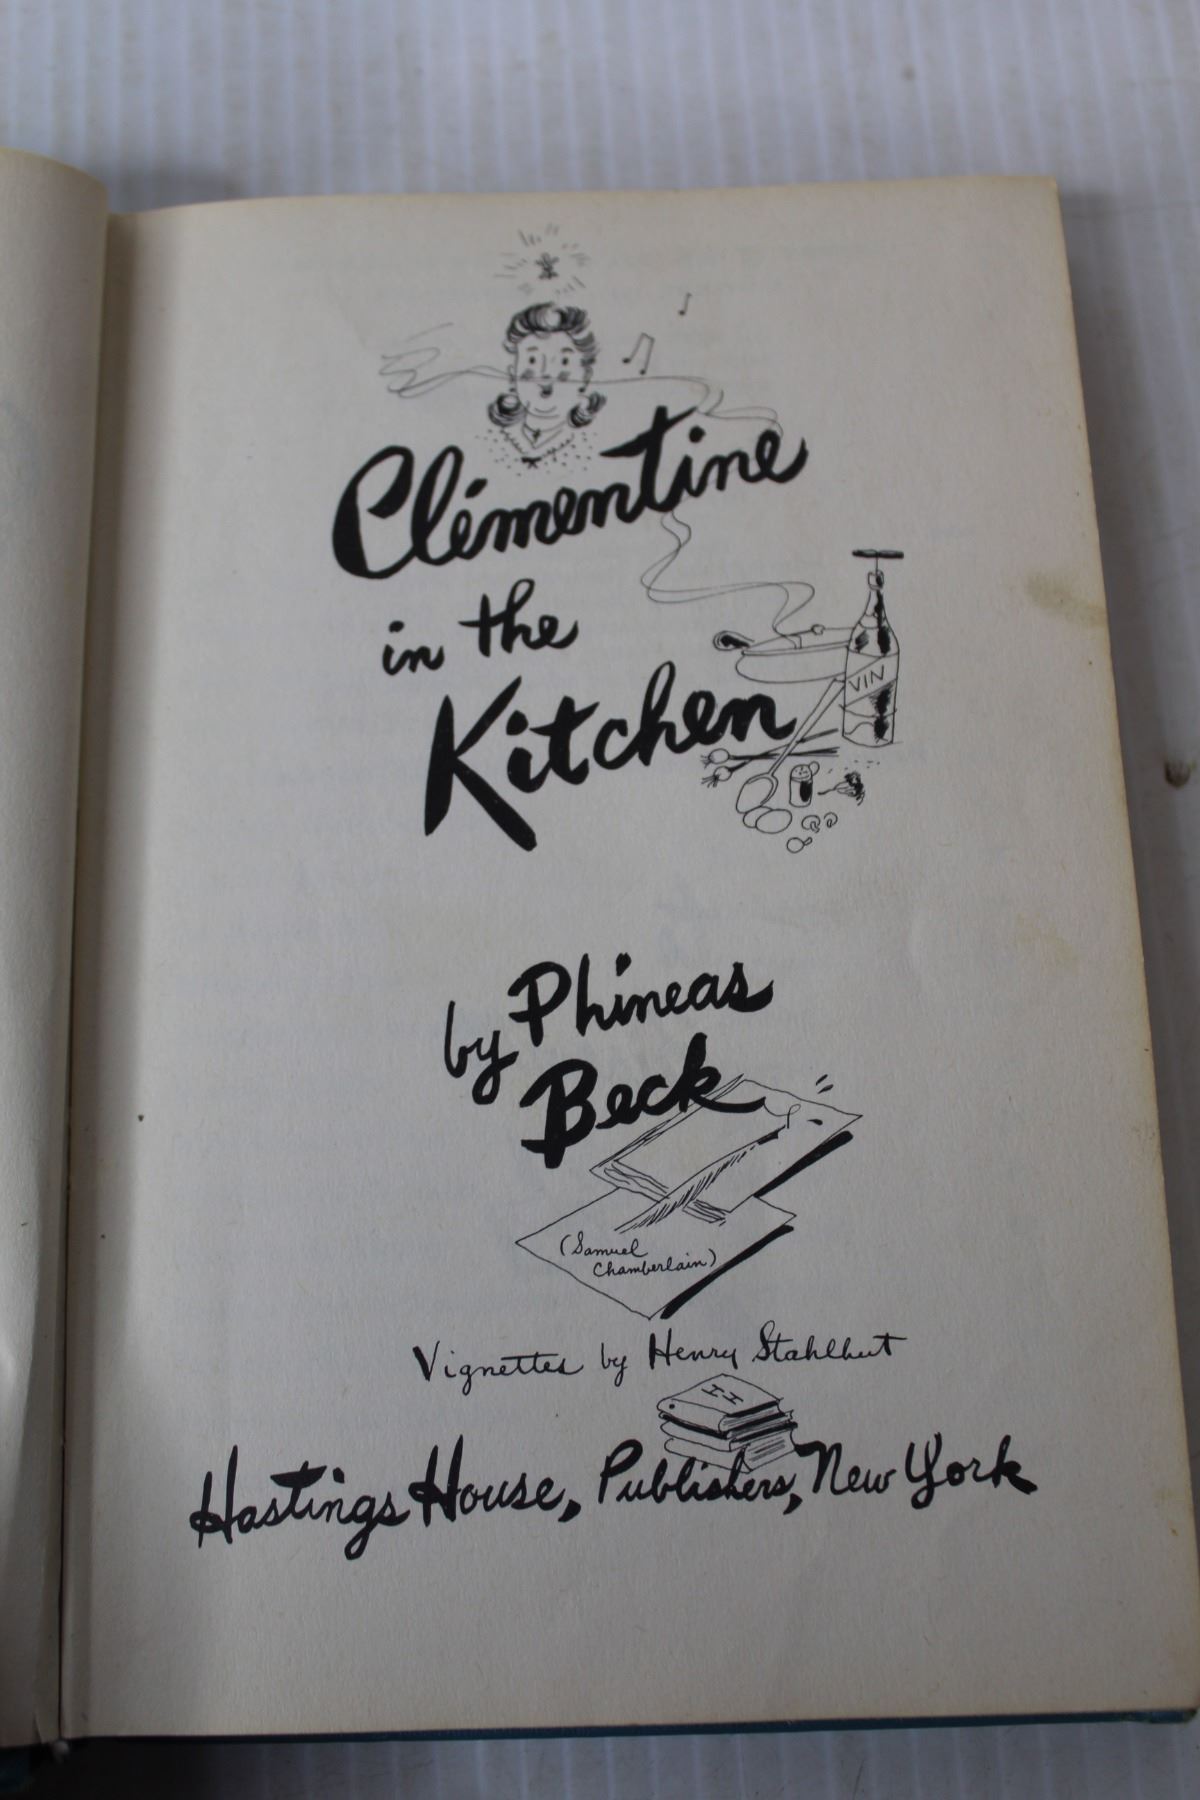 Clémentine
in the
Kitchen
VIN
by Phineas
Beck
(Samuel
Chamberlain)
Vignettes by Henry Stahlhut
HH
Hastings House, Publishers, New York